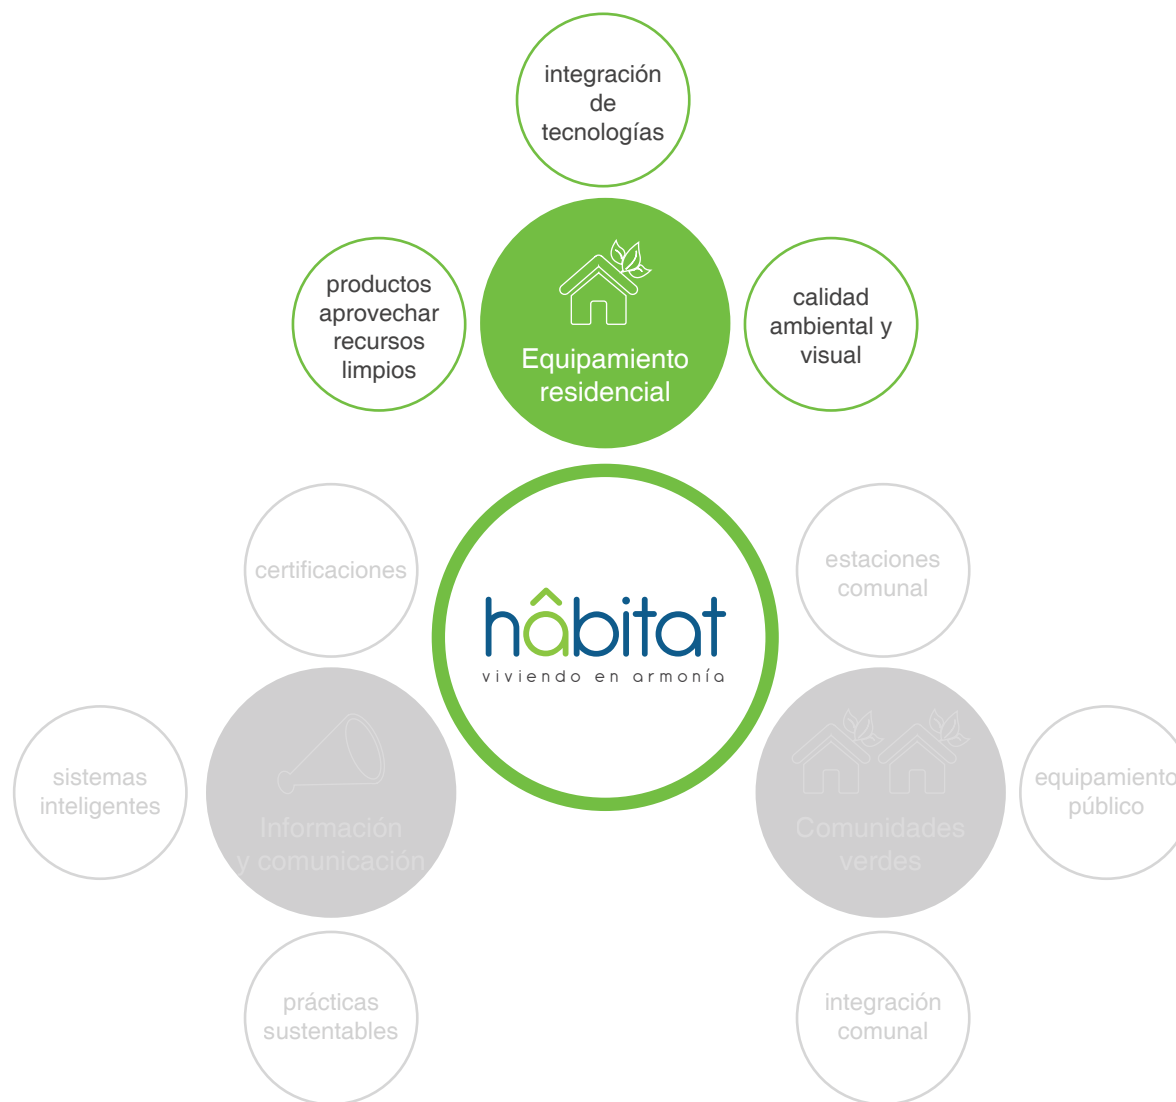 integración
de
tecnologías
productos
aprovechar
recursos
limpios
Equipamiento
residencial
calidad
ambiental y
visual
certificaciones
hâbitat
viviendo en armonía
estaciones
comunal
sistemas
inteligentes
Información
y comunicación
Comunidades
verdes
equipamiento
público
prácticas
sustentables
integración
comunal